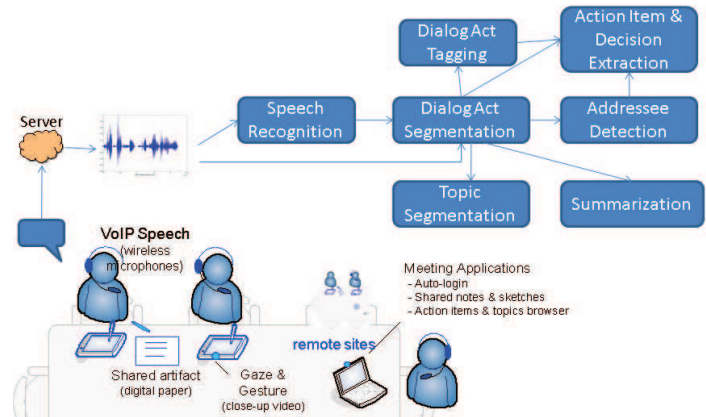 Dialog Act
Tagging
Action Item &
Decision
Extraction
Server
Speech
Recognition
Dialog Act
Segmentation
Addressee
Detection
Topic
Segmentation
Summarization
VoIP Speech
(wireless
microphones)
Meeting Applications
- Auto-login
- Shared notes & sketches
- Action items & topics browser
remote sites
Shared artifact
(digital paper)
Gaze &
Gesture
(close-up video)